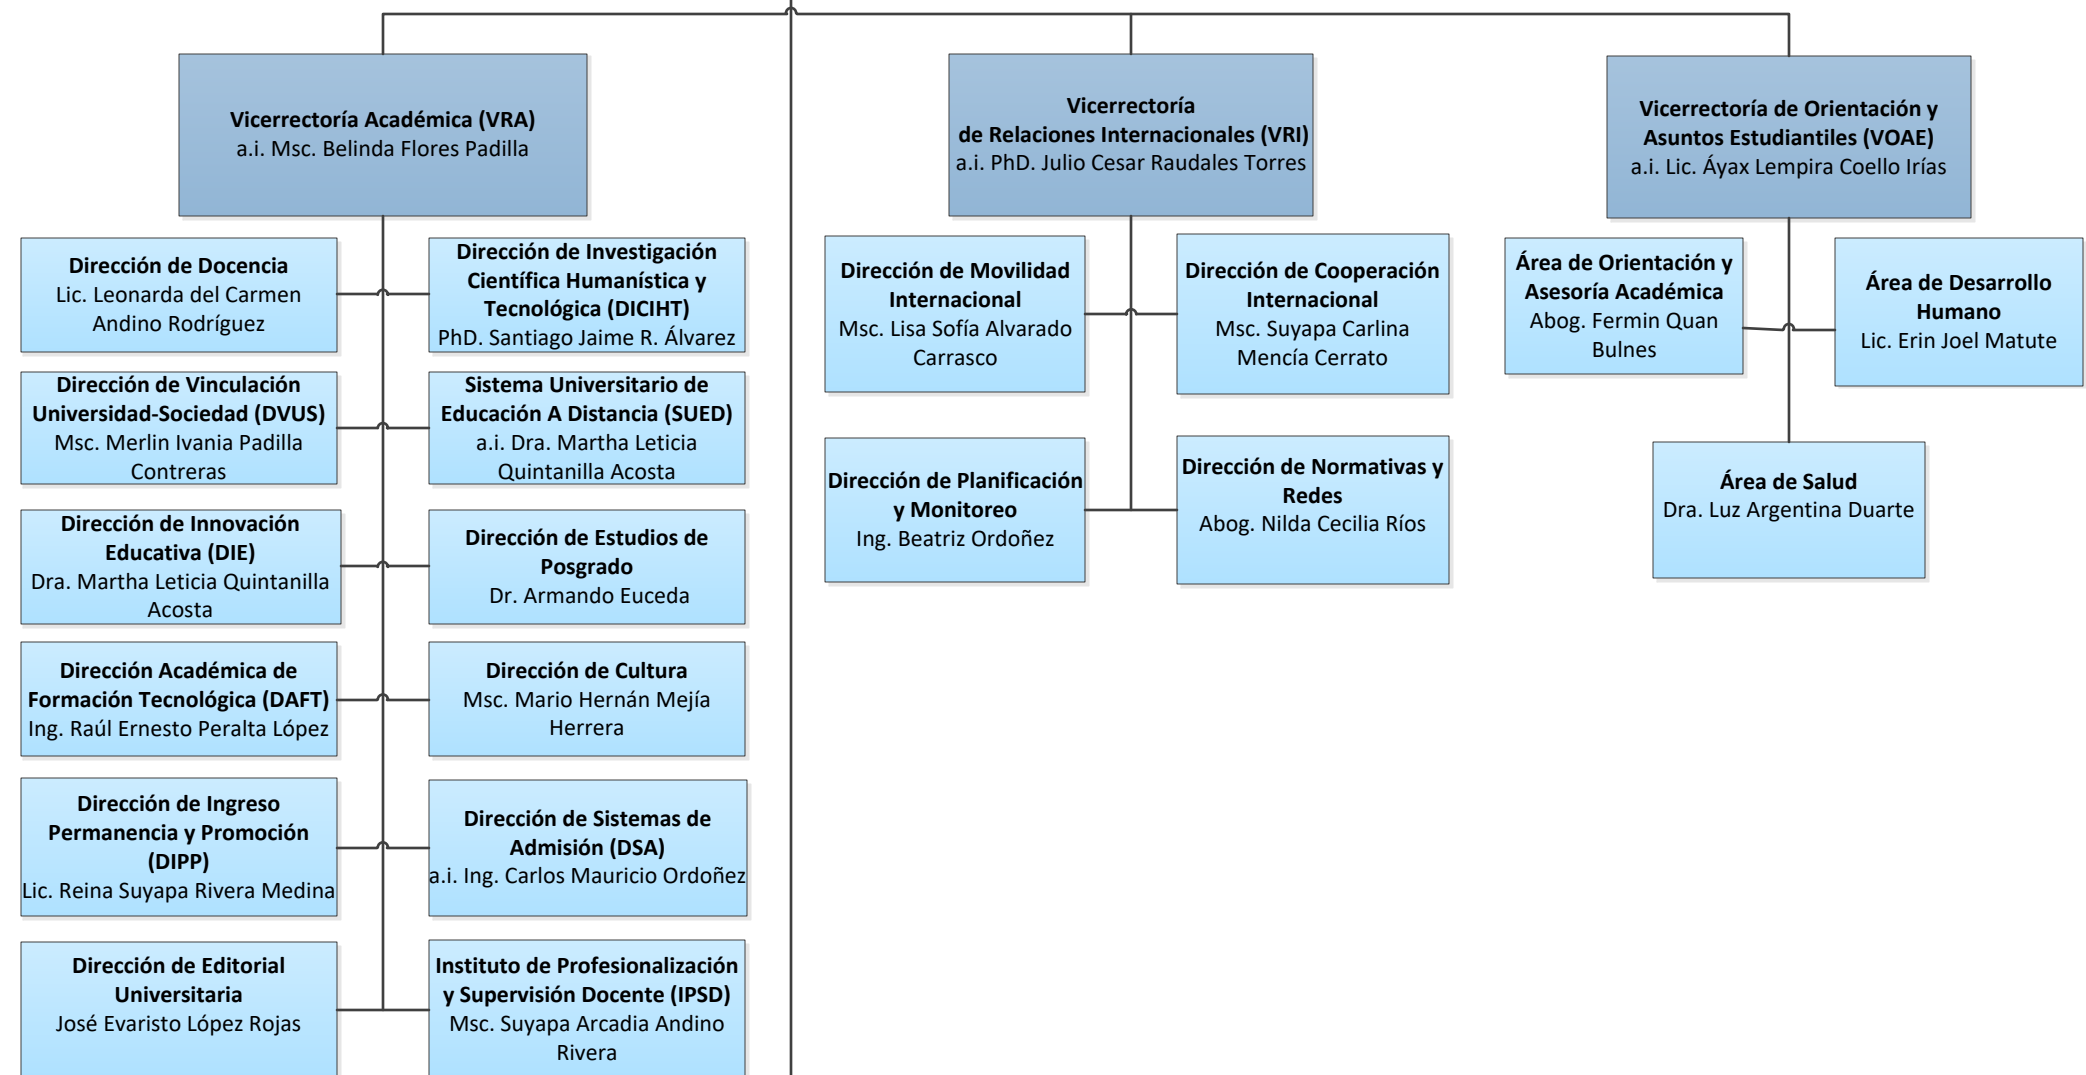 Vicerrectoría Académica (VRA)
a.i. Msc. Belinda Flores Padilla
Vicerrectoría
de Relaciones Internacionales (VRI)
a.i. PhD. Julio Cesar Raudales Torres
Vicerrectoría de Orientación y
Asuntos Estudiantiles (VOAE)
a.i. Lic. Áyax Lempira Coello Irías
Dirección de Docencia
Lic. Leonarda del Carmen
Andino Rodríguez
Dirección de Investigación
Científica Humanística y
Tecnológica (DICIHT)
PhD. Santiago Jaime R. Álvarez
Dirección de Vinculación
Universidad-Sociedad (DVUS)
Msc. Merlin Ivania Padilla
Contreras
Sistema Universitario de
Educación A Distancia (SUED)
a.i. Dra. Martha Leticia
Quintanilla Acosta
Dirección de Innovación
Educativa (DIE)
Dra. Martha Leticia Quintanilla
Acosta
Dirección de Estudios de
Posgrado
Dr. Armando Euceda
Dirección Académica de
Formación Tecnológica (DAFT)
Ing. Raúl Ernesto Peralta López
Dirección de Cultura
Msc. Mario Hernán Mejía
Herrera
Dirección de Ingreso
Permanencia y Promoción
(DIPP)
Lic. Reina Suyapa Rivera Medina
Dirección de Sistemas de
Admisión (DSA)
a.i. Ing. Carlos Mauricio Ordoñez
Dirección de Editorial
Universitaria
José Evaristo López Rojas
Instituto de Profesionalización
y Supervisión Docente (IPSD)
Msc. Suyapa Arcadia Andino
Rivera
Dirección de Movilidad
Internacional
Msc. Lisa Sofía Alvarado
Carrasco
Dirección de Cooperación
Internacional
Msc. Suyapa Carlina
Mencía Cerrato
Dirección de Planificación
y Monitoreo
Ing. Beatriz Ordoñez
Dirección de Normativas y
Redes
Abog. Nilda Cecilia Ríos
Área de Orientación y
Asesoría Académica
Abog. Fermin Quan
Bulnes
Área de Desarrollo
Humano
Lic. Erin Joel Matute
Área de Salud
Dra. Luz Argentina Duarte